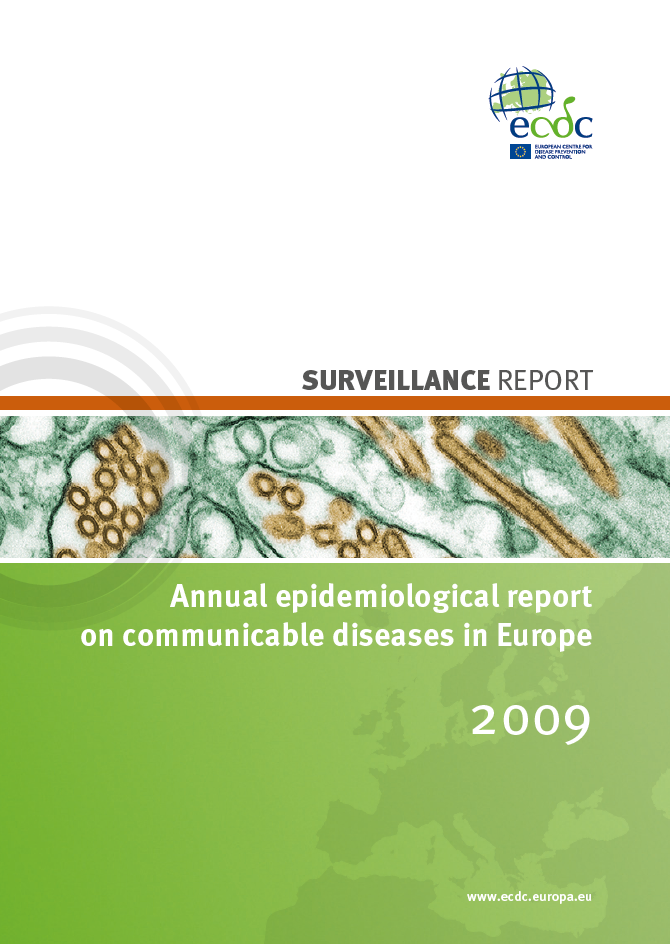 ecdc
EUROPEAN CENTRE FOR
DISEASE PREVENTION
AND CONTROL
SURVEILLANCE REPORT
Annual epidemiological report
on communicable diseases in Europe
2009
www.ecdc.europa.eu